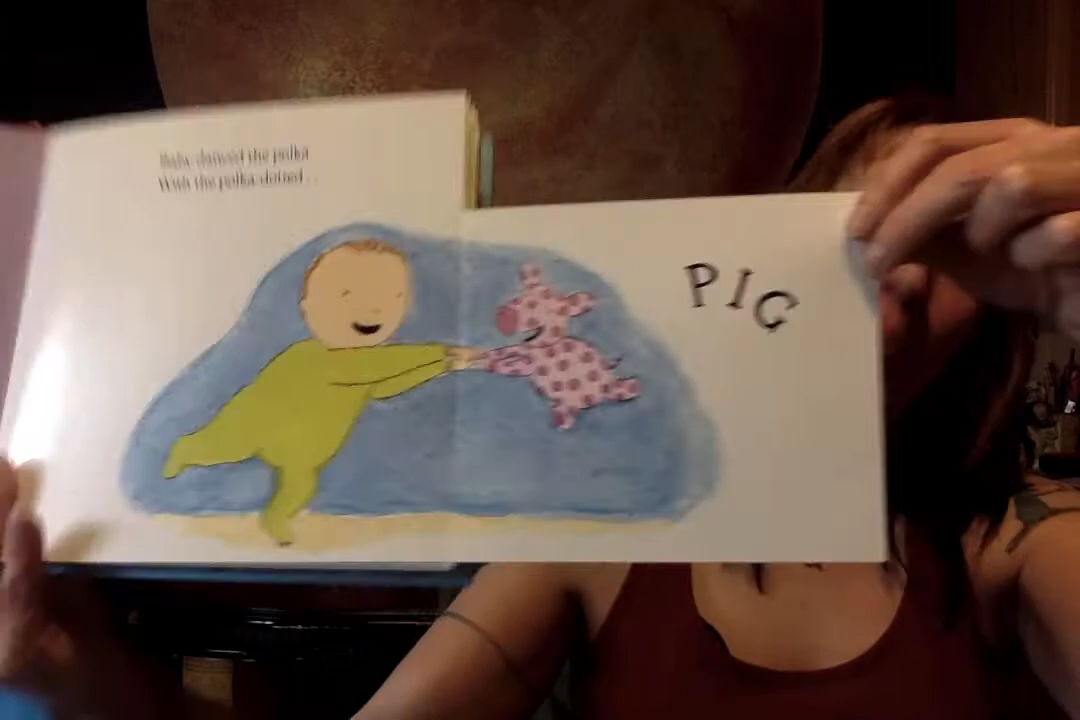 Baby danced the polka
With the polka-dotted . . .
PIG